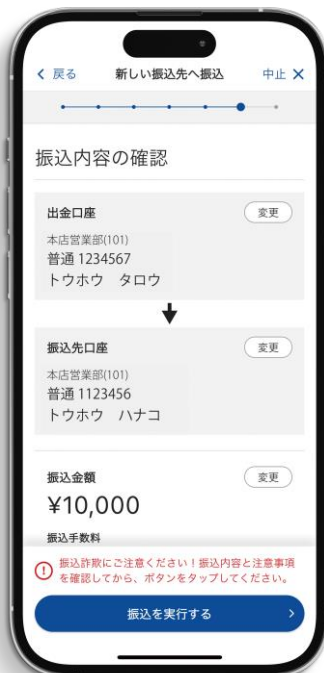 戻る 新しい振込先へ振込 中止
振込内容の確認
出金口座 変更
本店営業部(101)
普通 1234567
トウホウ タロウ
振込先口座 変更
本店営業部(101)
普通 1123456
トウホウ ハナコ
振込金額 変更
¥10,000
振込手数料
振込詐欺にご注意ください!振込内容と注意事項
を確認してから、ボタンをタップしてください。
振込を実行する